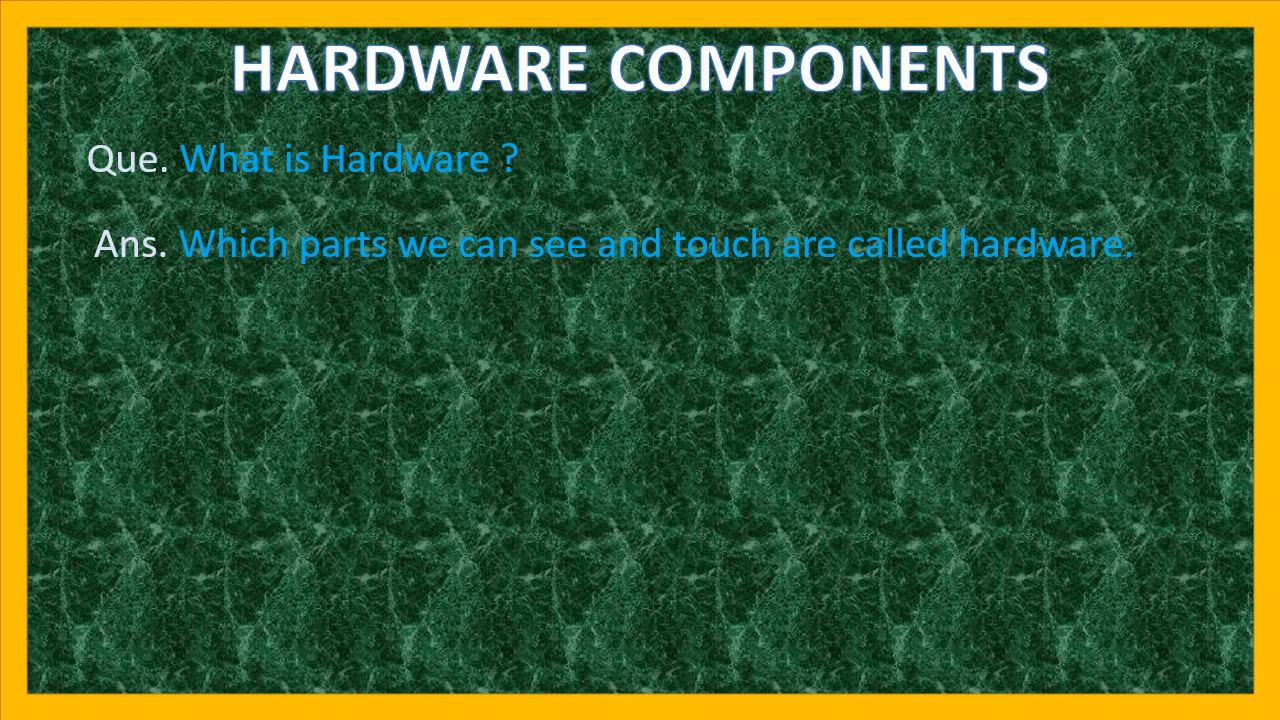 HARDWARE COMPONENTS
Que. What is Hardware ?
Ans. Which parts we can see and touch are called hardware.